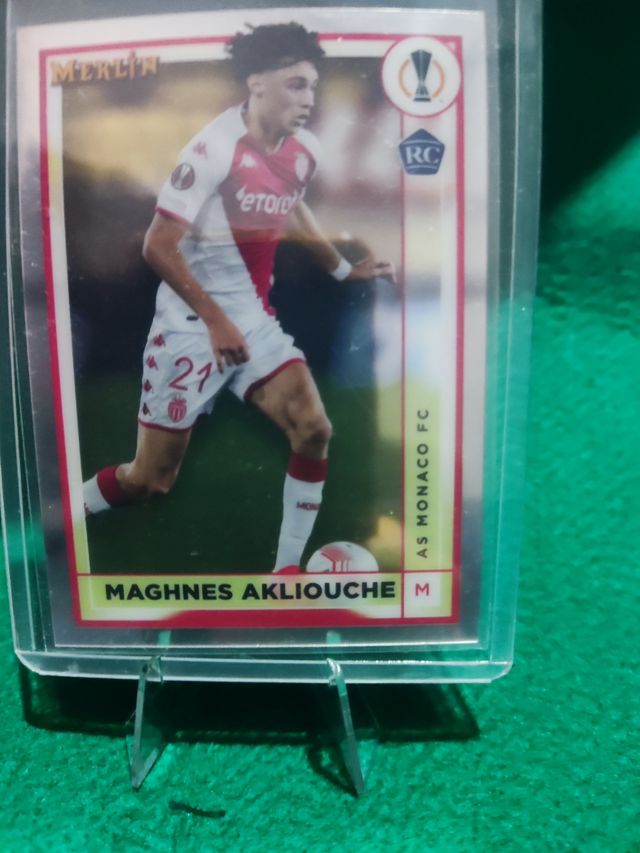 MERLIN
RC
etoro
21
AS MONACO FC
MAGHNES AKLIOUCHE
M